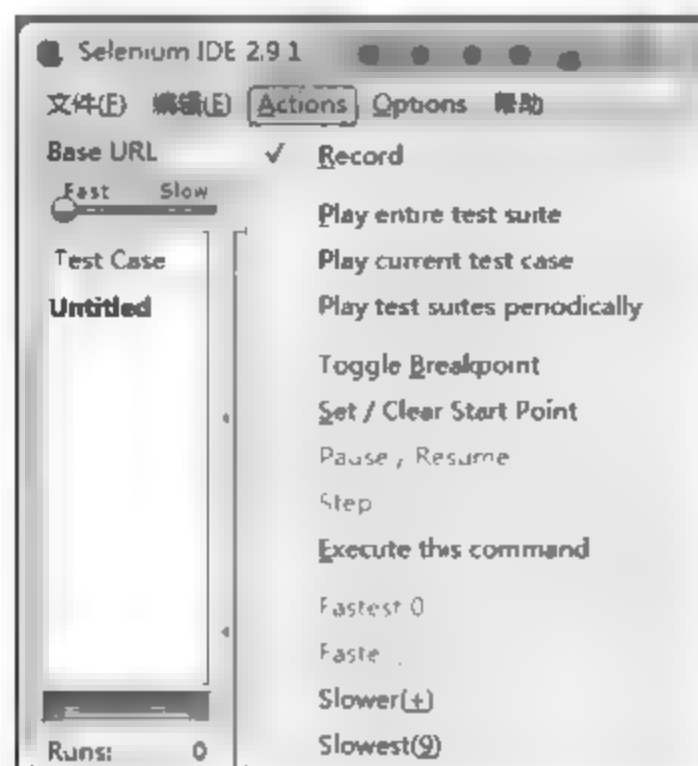 Selenium IDE 2.9 1
文件(F) 编辑(E) Actions Options 帮助
Base URL
✓ Record
Fast Slow
Play entire test suite
Test Case
Play current test case
Untitled
Play test suites periodically
Toggle Breakpoint
Set / Clear Start Point
Pause / Resume
Step
Execute this command
Fastest 0
Faste
Slower(+)
Slowest(9)
Runs: 0